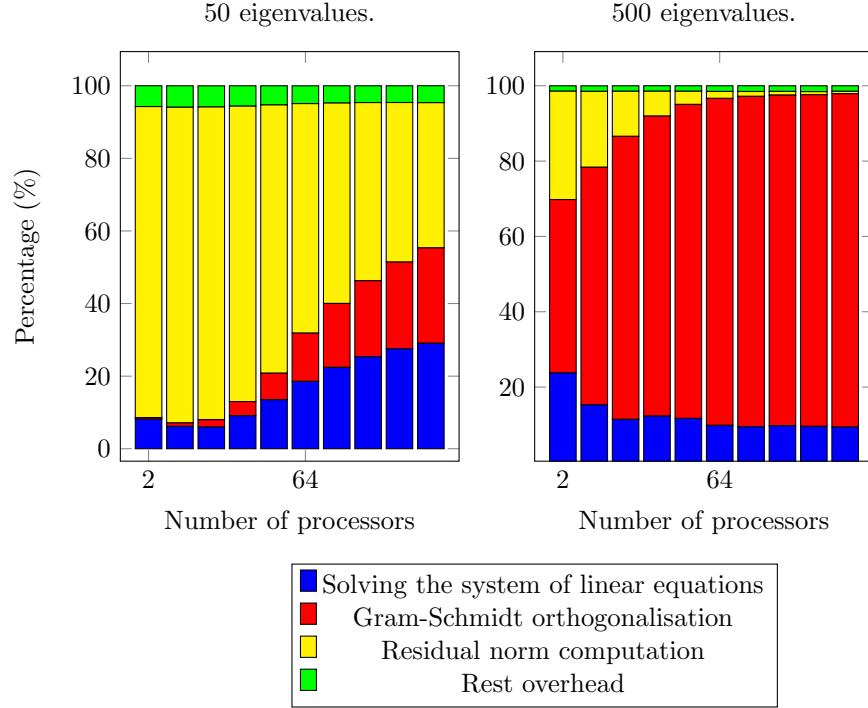 50 eigenvalues.
500 eigenvalues.
Percentage (%)
100
80
60
40
20
0
2
64
Number of processors
100
80
60
40
20
2
64
Number of processors
Solving the system of linear equations
Gram-Schmidt orthogonalisation
Residual norm computation
Rest overhead